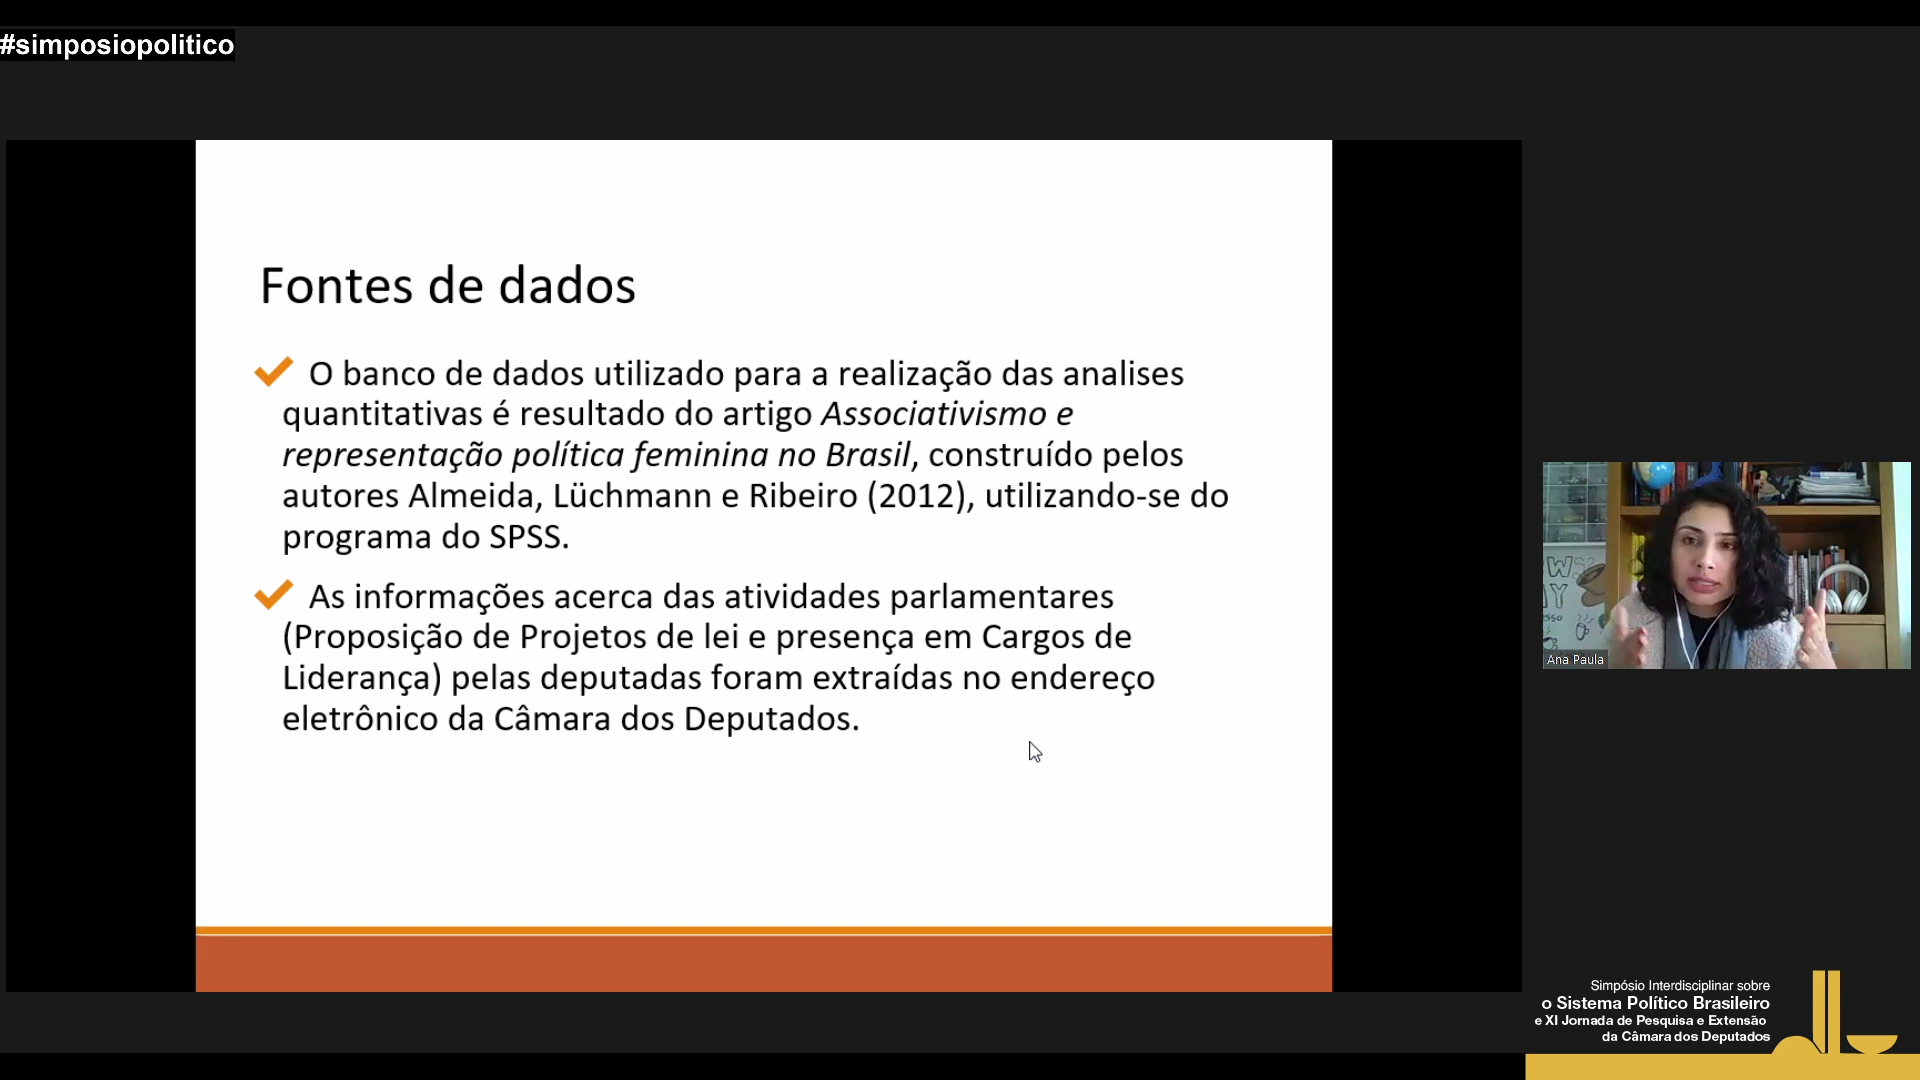 #simposiopolitico
Fontes de dados
O banco de dados utilizado para a realização das analises
quantitativas é resultado do artigo Associativismo e
representação política feminina no Brasil, construído pelos
autores Almeida, Lüchmann e Ribeiro (2012), utilizando-se do
programa do SPSS.
As informações acerca das atividades parlamentares
(Proposição de Projetos de lei e presença em Cargos de
Liderança) pelas deputadas foram extraídas no endereço
eletrônico da Câmara dos Deputados.
Ana Paula
Simpósio Interdisciplinar sobre
o Sistema Político Brasileiro
e XI Jornada de Pesquisa e Extensão
da Câmara dos Deputados